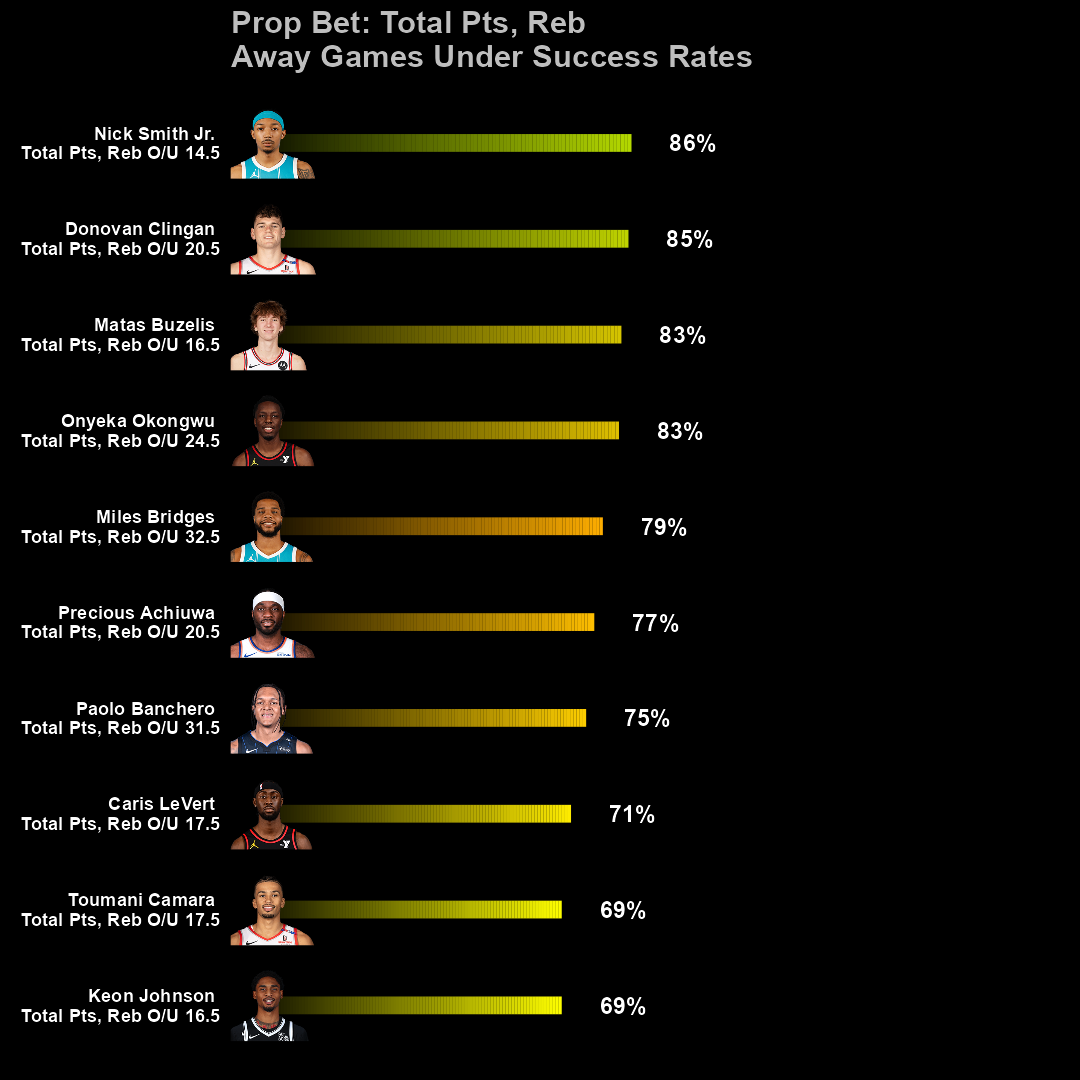 Prop Bet: Total Pts, Reb
Away Games Under Success Rates
Nick Smith Jr.
Total Pts, Reb O/U 14.5
86%
Donovan Clingan
Total Pts, Reb O/U 20.5
85%
Matas Buzelis
Total Pts, Reb O/U 16.5
83%
Onyeka Okongwu
Total Pts, Reb O/U 24.5
83%
Miles Bridges
Total Pts, Reb O/U 32.5
79%
Precious Achiuwa
Total Pts, Reb O/U 20.5
77%
Paolo Banchero
Total Pts, Reb O/U 31.5
75%
Caris LeVert
Total Pts, Reb O/U 17.5
71%
Toumani Camara
Total Pts, Reb O/U 17.5
69%
Keon Johnson
Total Pts, Reb O/U 16.5
69%